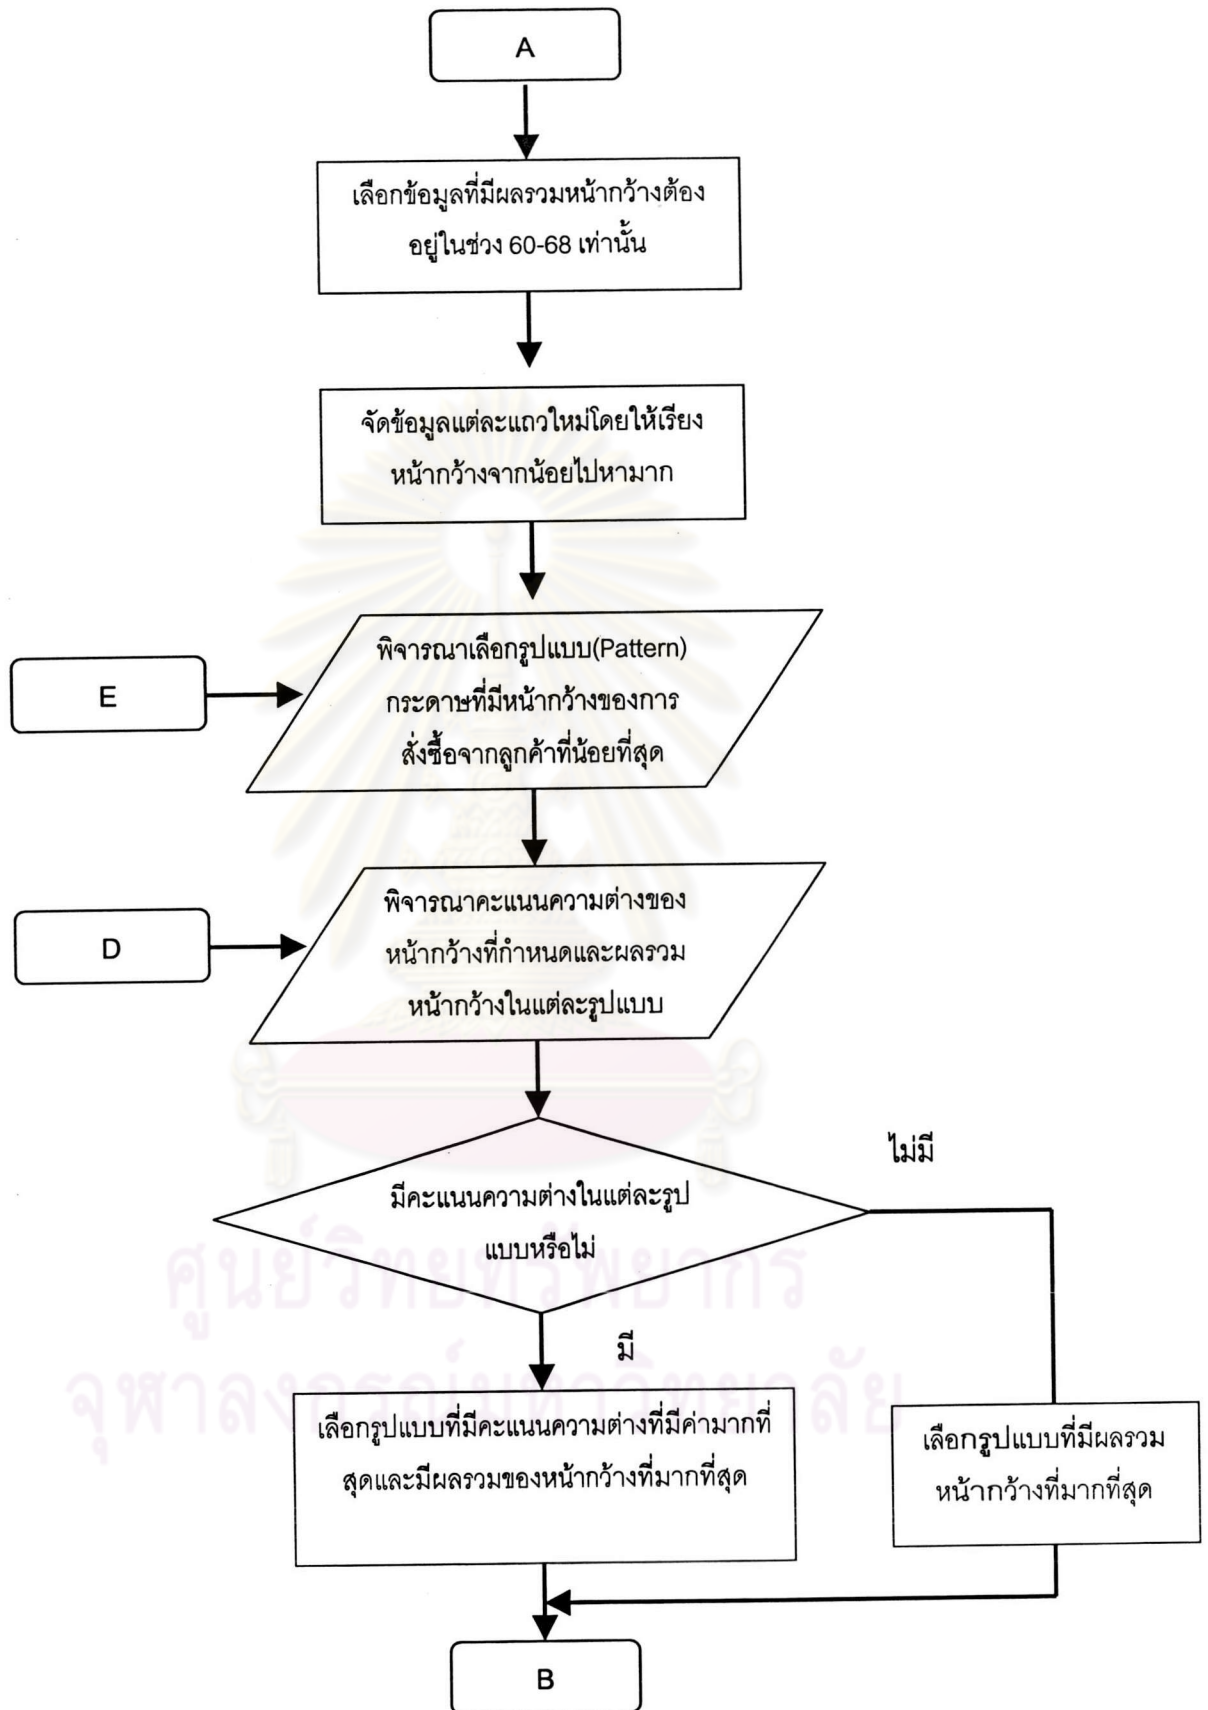 A
เลือกข้อมูลที่มีผลรวมหน้ากว้างต้อง
อยู่ในช่วง 60-68 เท่านั้น
จัดข้อมูลแต่ละแถวใหม่โดยให้เรียง
หน้ากว้างจากน้อยไปหามาก
E
พิจารณาเลือกรูปแบบ(Pattern)
กระดาษที่มีหน้ากว้างของการ
สั่งซื้อจากลูกค้าที่น้อยที่สุด
D
พิจารณาคะแนนความต่างของ
หน้ากว้างที่กำหนดและผลรวม
หน้ากว้างในแต่ละรูปแบบ
ไม่มี
มีคะแนนความต่างในแต่ละรูป
แบบหรือไม่
ศูนย์วิทยทรัพยากร
มี
จุฬาลงกรณ์มหาวิทยาลัย
เลือกรูปแบบที่มีคะแนนความต่างที่มีค่ามากที่
สุดและมีผลรวมของหน้ากว้างที่มากที่สุด
เลือกรูปแบบที่มีผลรวม
หน้ากว้างที่มากที่สุด
B